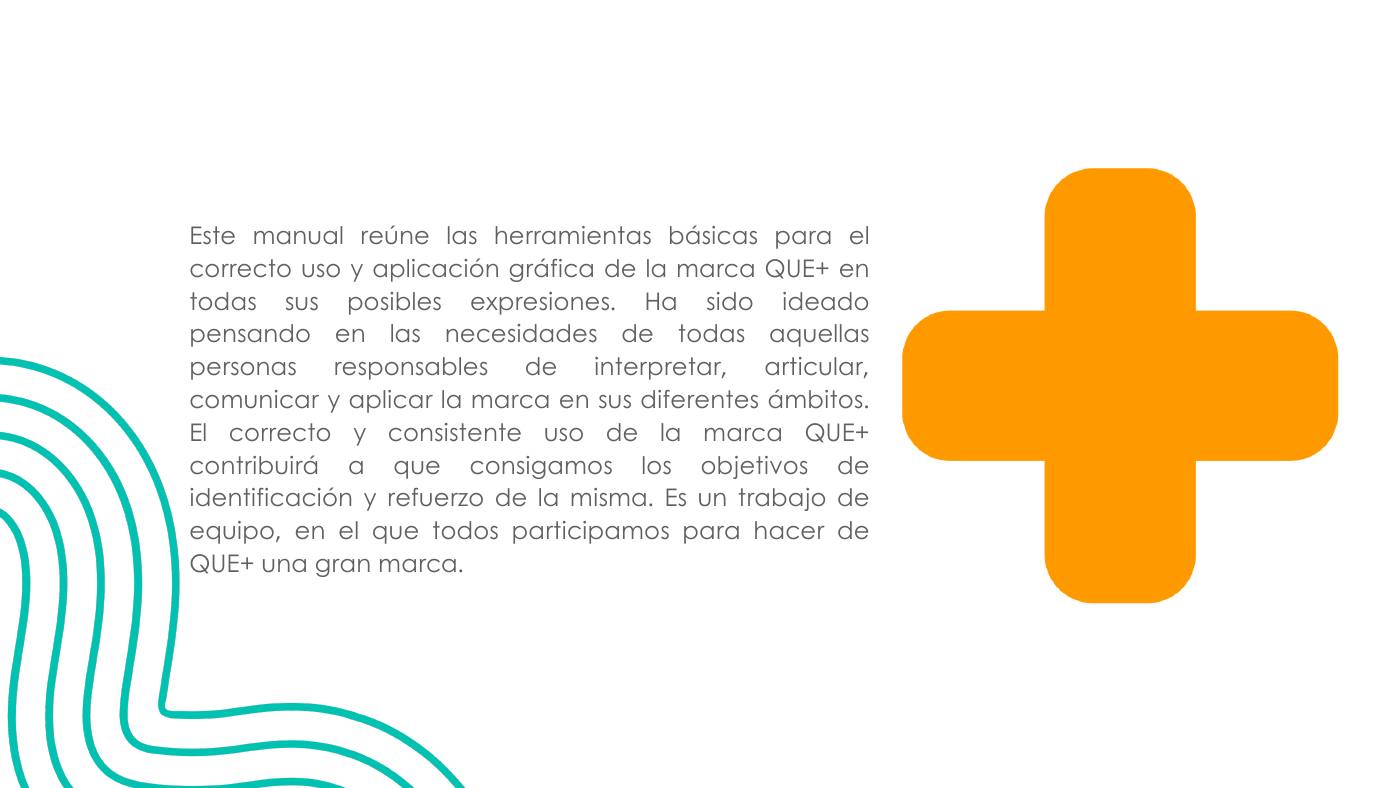 Este manual reúne las herramientas básicas para el
correcto uso y aplicación gráfica de la marca QUE+ en
todas sus posibles expresiones. Ha sido ideado
pensando en las necesidades de todas aquellas
personas responsables de interpretar, articular,
comunicar y aplicar la marca en sus diferentes ámbitos.
El correcto y consistente uso de la marca QUE+
contribuirá a que consigamos los objetivos de
identificación y refuerzo de la misma. Es un trabajo de
equipo, en el que todos participamos para hacer de
QUE+ una gran marca.